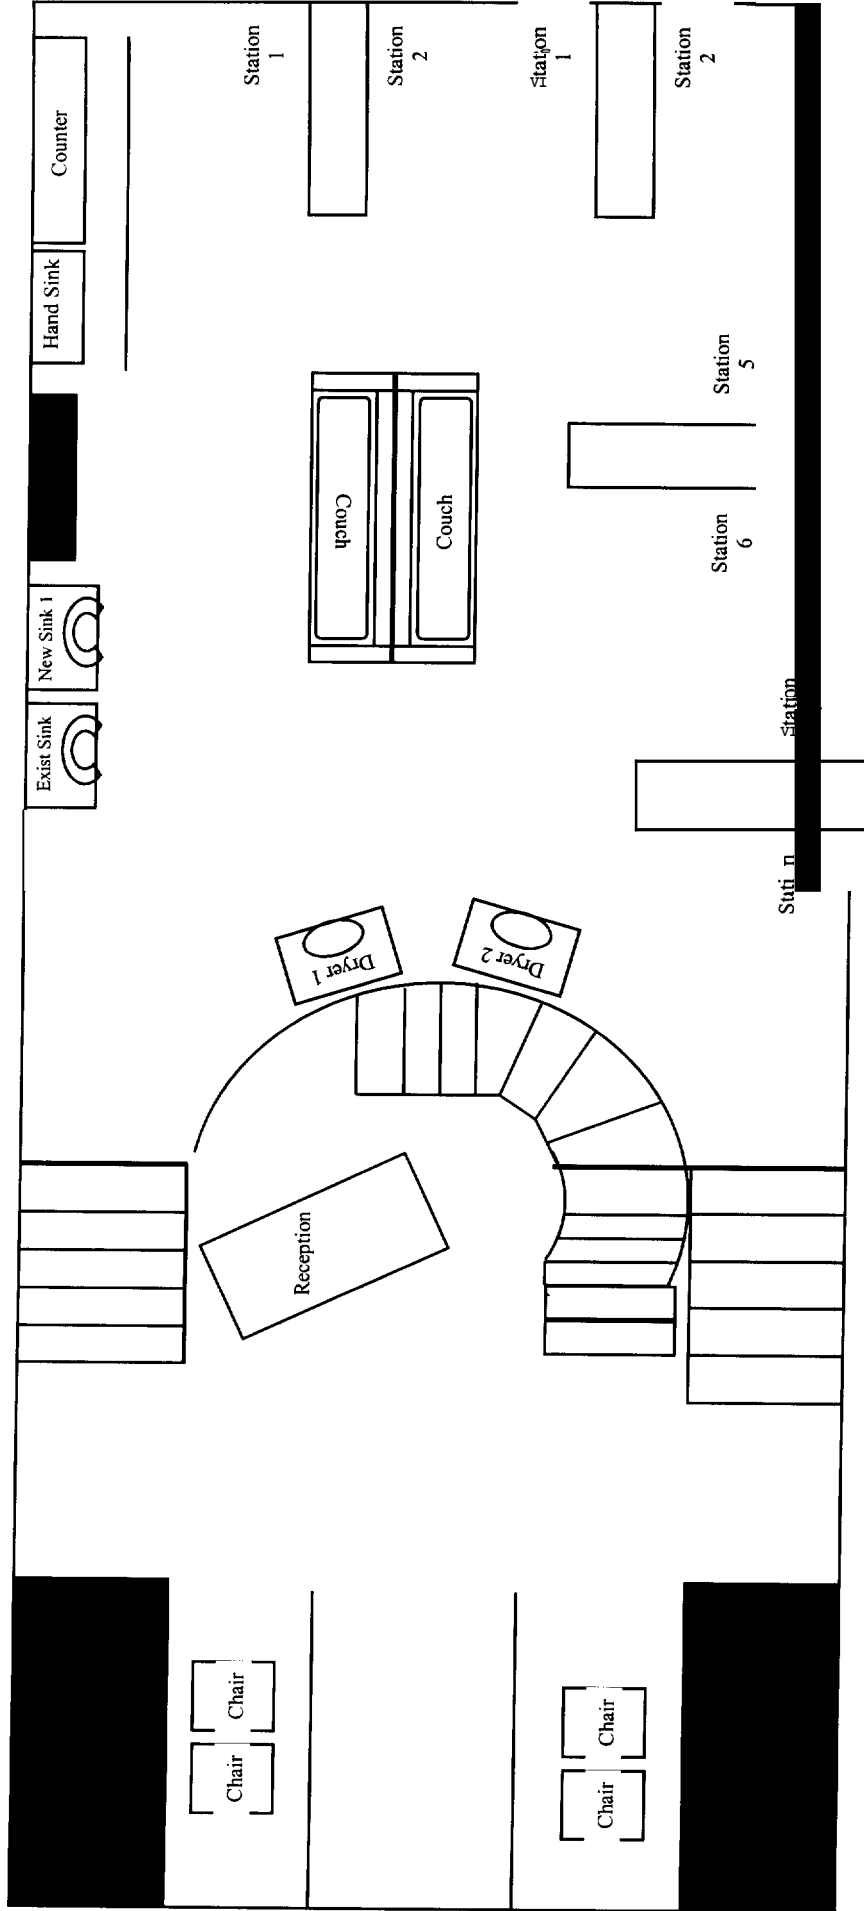 Station
1
Station
2
Station
1
Station
2
Counter
Hand Sink
Station
5
Couch
Couch
Station
6
New Sink 1
Exist Sink
Station
Dryer 1
Dryer 2
Reception
Chair
Chair
Chair
Chair